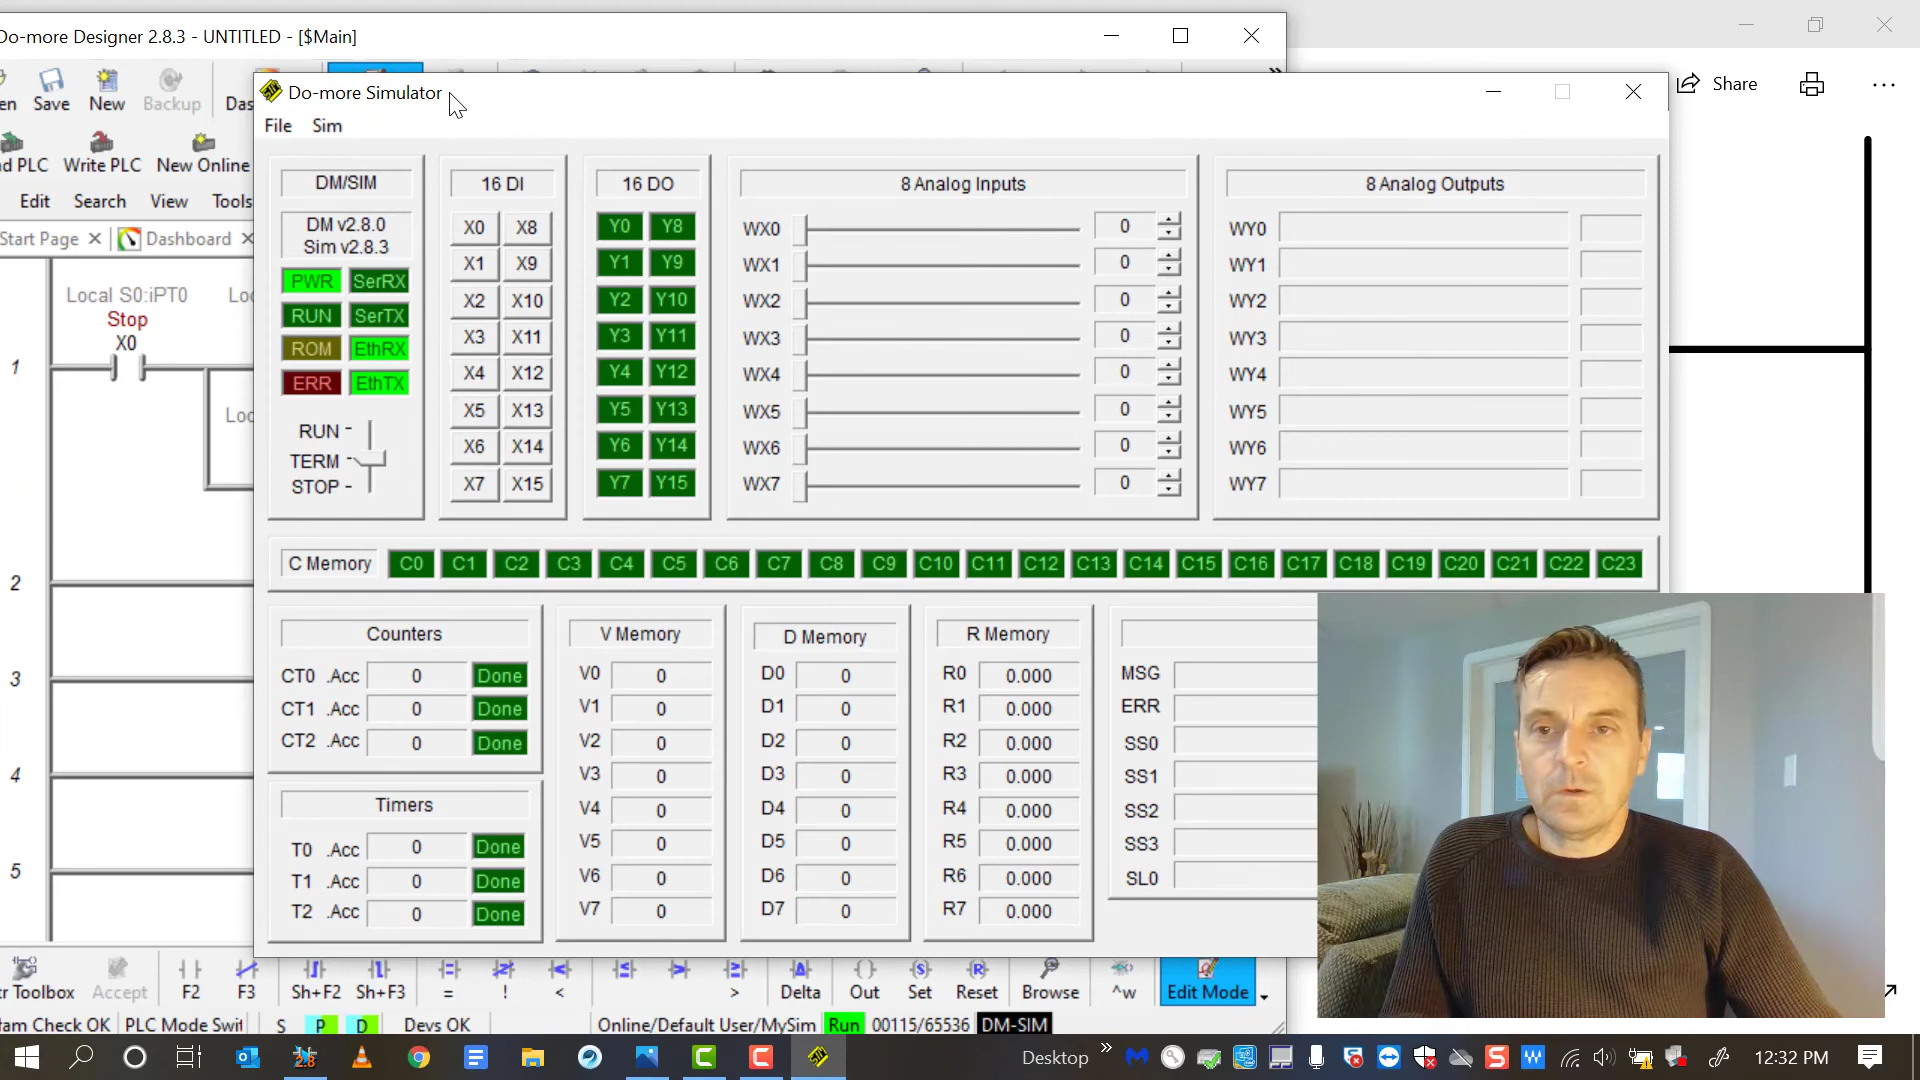 Do-more Designer 2.8.3 - UNTITLED - [$Main]
Share
Save
New
Backup
Do-more Simulator
File
Sim
Write PLC
New Online
Edit
Search
View
Tools
Start Page
Dashboard
DM/SIM
DM v2.8.0
Sim v2.8.3
PWR
SerRX
RUN
SerTX
ROM
EthRX
ERR
EthTX
RUN
TERM
STOP
16 DI
X0 X8
X1 X9
X2 X10
X3 X11
X4 X12
X5 X13
X6 X14
X7 X15
16 DO
Y0 Y8
Y1 Y9
Y2 Y10
Y3 Y11
Y4 Y12
Y5 Y13
Y6 Y14
Y7 Y15
8 Analog Inputs
WX0 0
WX1 0
WX2 0
WX3 0
WX4 0
WX5 0
WX6 0
WX7 0
8 Analog Outputs
WY0
WY1
WY2
WY3
WY4
WY5
WY6
WY7
Local S0:iPT0
Stop
X0
1
2
3
4
5
C Memory C0 C1 C2 C3 C4 C5 C6 C7 C8 C9 C10 C11 C12 C13 C14 C15 C16 C17 C18 C19 C20 C21 C22 C23
Counters
CT0 .Acc 0 Done
CT1 .Acc 0 Done
CT2 .Acc 0 Done
Timers
T0 .Acc 0 Done
T1 .Acc 0 Done
T2 .Acc 0 Done
V Memory
V0 0
V1 0
V2 0
V3 0
V4 0
V5 0
V6 0
V7 0
D Memory
D0 0
D1 0
D2 0
D3 0
D4 0
D5 0
D6 0
D7 0
R Memory
R0 0.000
R1 0.000
R2 0.000
R3 0.000
R4 0.000
R5 0.000
R6 0.000
R7 0.000
MSG
ERR
SS0
SS1
SS2
SS3
SL0
Toolbox
Accept
F2
F3
Sh+F2
Sh+F3
=
!
<
>
Delta
Out
Set
Reset
Browse
^w
Edit Mode
Check OK
PLC Mode Swit
S P D
Devs OK
Online/Default User/MySim
Run
00115/65536
DM-SIM
2.8
Desktop
12:32 PM